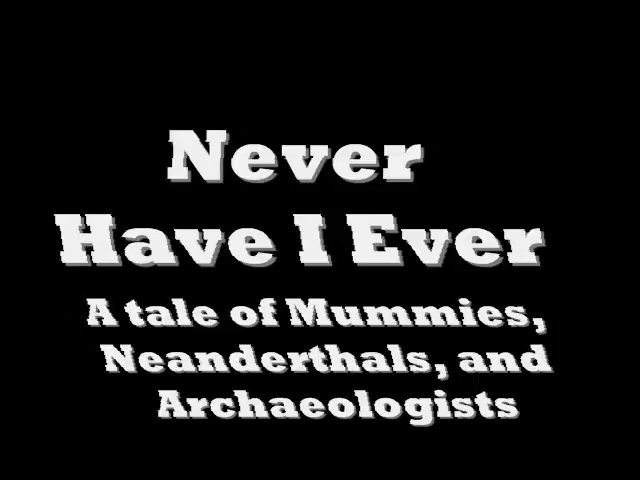 Never
Have I Ever
A tale of Mummies,
Neanderthals, and
Archaeologists